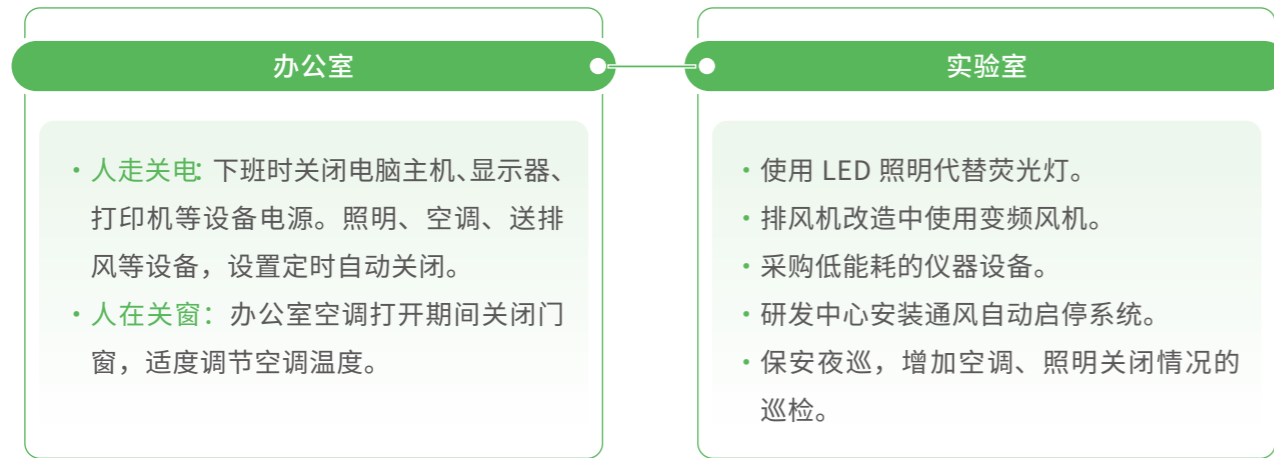 办公室
· 人走关电: 下班时关闭电脑主机、显示器、
打印机等设备电源。照明、空调、送排
风等设备，设置定时自动关闭。
· 人在关窗：办公室空调打开期间关闭门
窗，适度调节空调温度。
实验室
· 使用 LED 照明代替荧光灯。
· 排风机改造中使用变频风机。
· 采购低能耗的仪器设备。
· 研发中心安装通风自动启停系统。
· 保安夜巡，增加空调、照明关闭情况的
巡检。